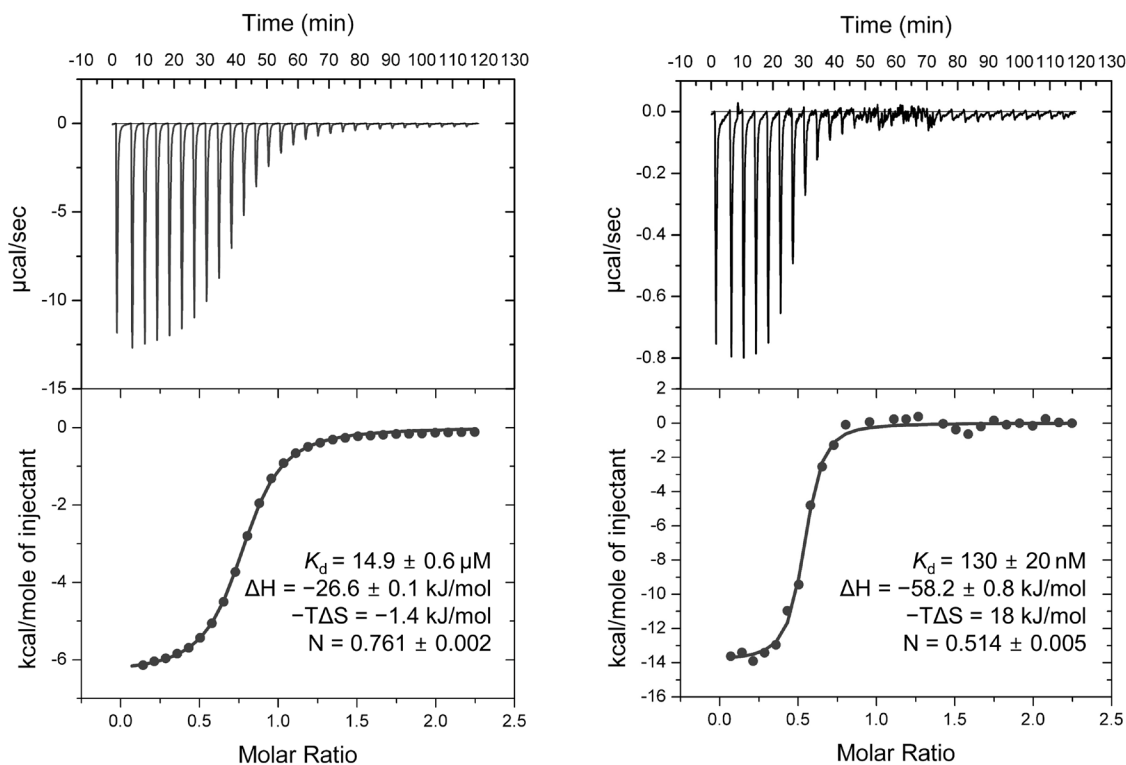 Time (min)
-10 0 10 20 30 40 50 60 70 80 90 100 110 120 130
0
-5
-10
-15
µcal/sec
0
-2
-4
-6
kcal/mole of injectant
Kd = 14.9 ± 0.6 µM
ΔH = −26.6 ± 0.1 kJ/mol
−TΔS = −1.4 kJ/mol
N = 0.761 ± 0.002
0.0 0.5 1.0 1.5 2.0 2.5
Molar Ratio
Time (min)
-10 0 10 20 30 40 50 60 70 80 90 100 110 120 130
0.0
-0.2
-0.4
-0.6
-0.8
µcal/sec
2
0
-2
-4
-6
-8
-10
-12
-14
-16
kcal/mole of injectant
Kd = 130 ± 20 nM
ΔH = −58.2 ± 0.8 kJ/mol
−TΔS = 18 kJ/mol
N = 0.514 ± 0.005
0.0 0.5 1.0 1.5 2.0 2.5
Molar Ratio